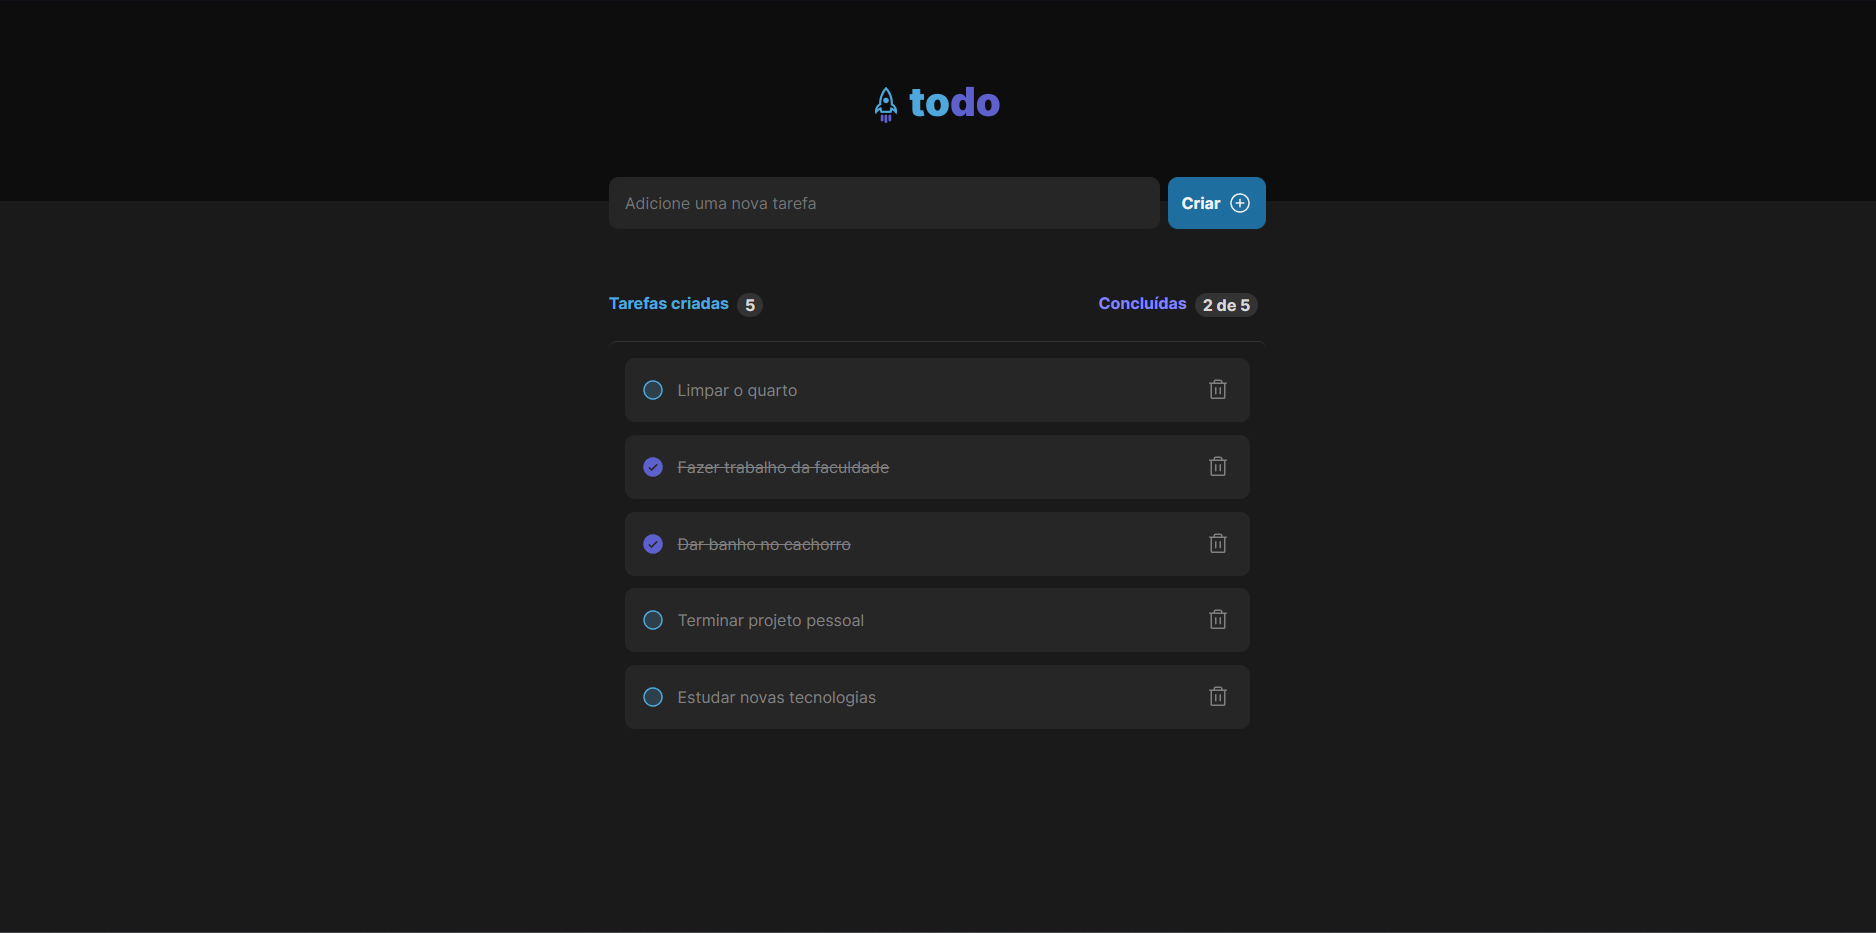 todo
Adicione uma nova tarefa
Criar
Tarefas criadas 5
Concluídas 2 de 5
Limpar o quarto
Fazer trabalho da faculdade
Dar banho no cachorro
Terminar projeto pessoal
Estudar novas tecnologias